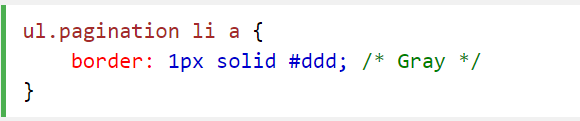 ul.pagination li a {
    border: 1px solid #ddd; /* Gray */
}